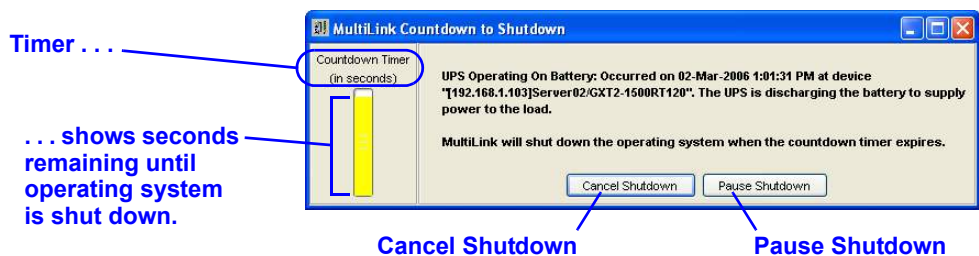 MultiLink Countdown to Shutdown
Timer . . .
Countdown Timer
(in seconds)
UPS Operating On Battery: Occurred on 02-Mar-2006 1:01:31 PM at device
"[192.168.1.103]Server02/GXT2-1500RT120". The UPS is discharging the battery to supply
power to the load.
MultiLink will shut down the operating system when the countdown timer expires.
. . . shows seconds
remaining until
operating system
is shut down.
Cancel Shutdown
Pause Shutdown
Cancel Shutdown
Pause Shutdown